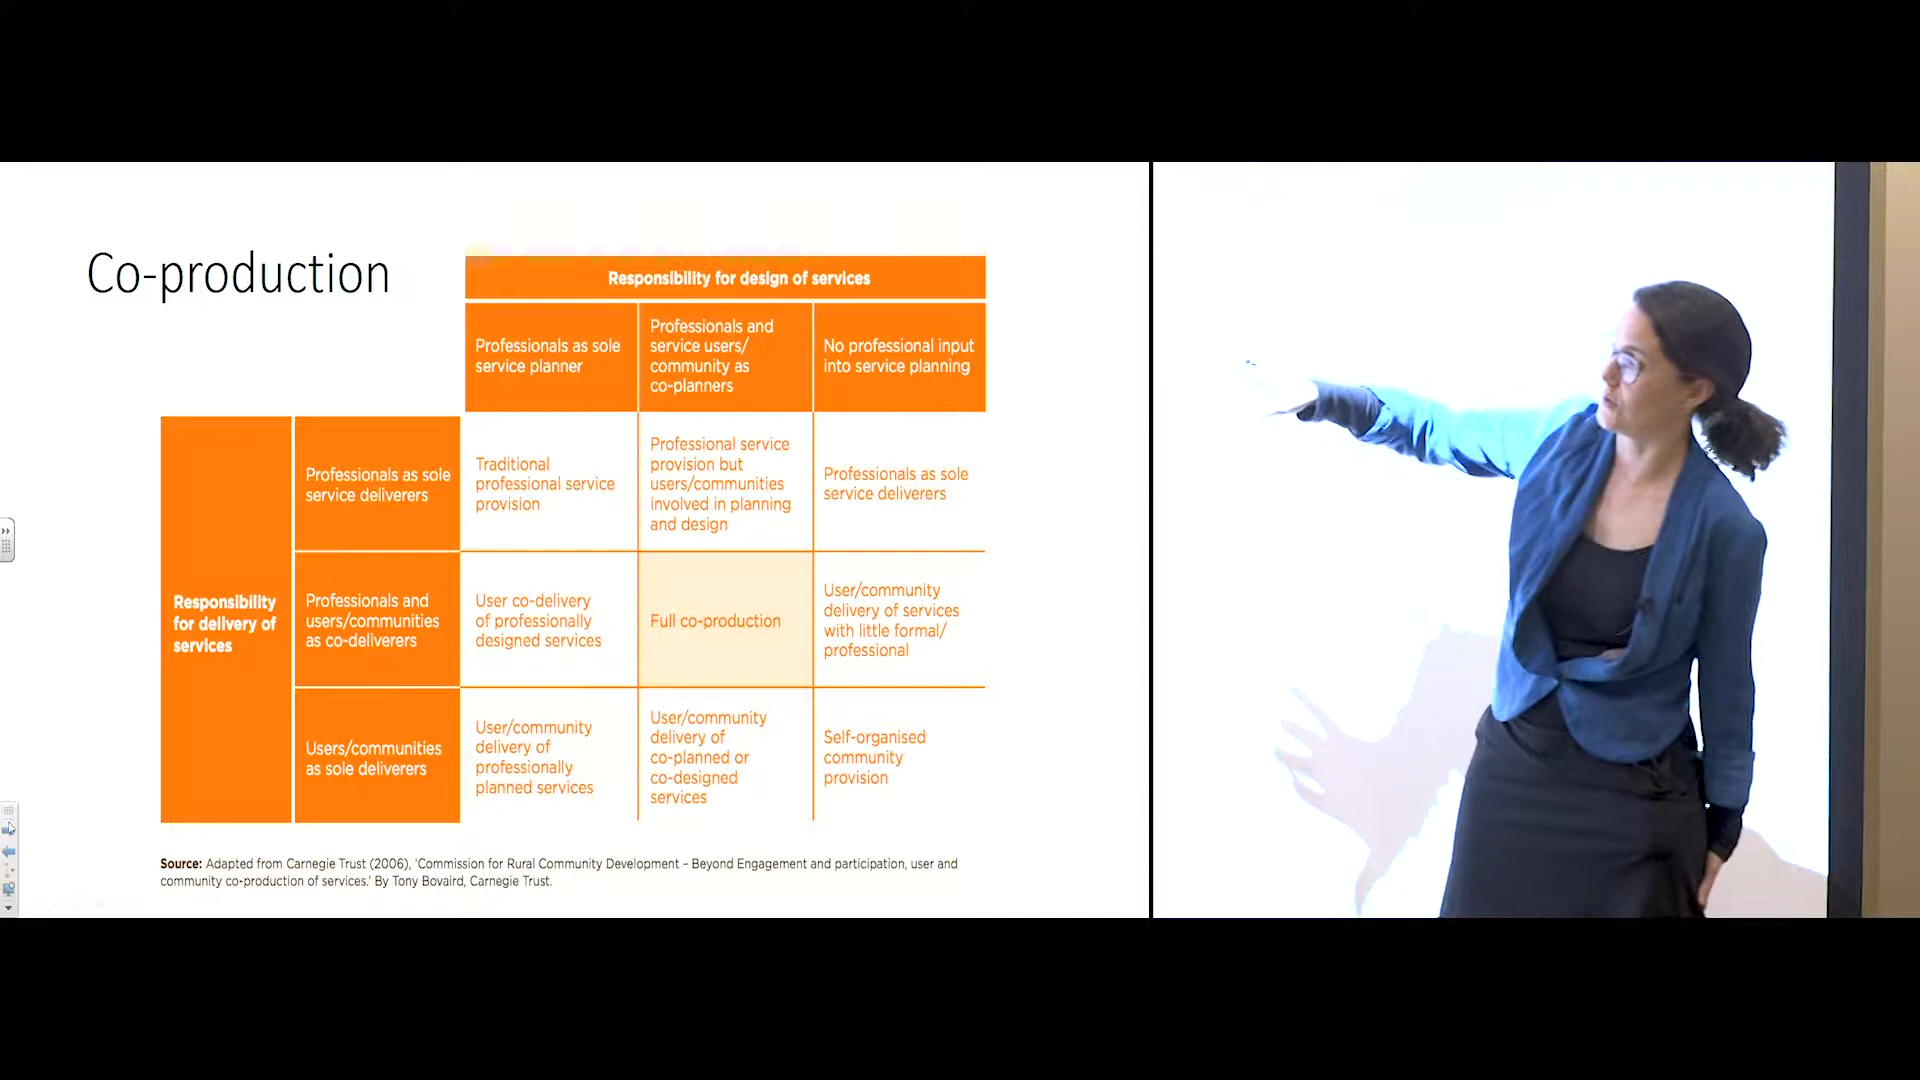 Co-production
Responsibility for design of services
Professionals as sole
service planner
Professionals and
service users/
community as
co-planners
No professional input
into service planning
Responsibility
for delivery of
services
Professionals as sole
service deliverers
Traditional
professional service
provision
Professional service
provision but
users/communities
involved in planning
and design
Professionals as sole
service deliverers
Professionals and
users/communities
as co-deliverers
User co-delivery
of professionally
designed services
Full co-production
User/community
delivery of services
with little formal/
professional
Users/communities
as sole deliverers
User/community
delivery of
professionally
planned services
User/community
delivery of
co-planned or
co-designed
services
Self-organised
community
provision
Source: Adapted from Carnegie Trust (2006), 'Commission for Rural Community Development – Beyond Engagement and participation, user and
community co-production of services.' By Tony Bovaird, Carnegie Trust.